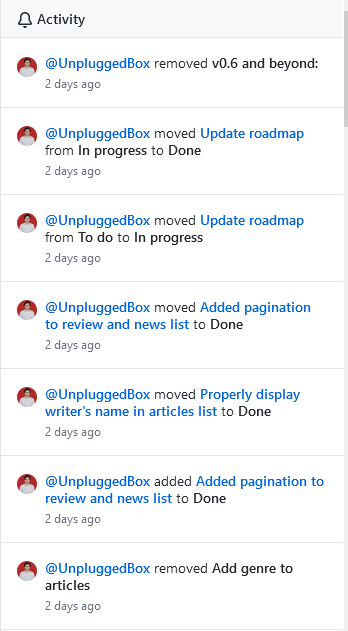 Activity
@UnpluggedBox removed v0.6 and beyond:
2 days ago
@UnpluggedBox moved Update roadmap
from In progress to Done
2 days ago
@UnpluggedBox moved Update roadmap
from To do to In progress
2 days ago
@UnpluggedBox moved Added pagination
to review and news list to Done
2 days ago
@UnpluggedBox moved Properly display
writer's name in articles list to Done
2 days ago
@UnpluggedBox added Added pagination to
review and news list to Done
2 days ago
@UnpluggedBox removed Add genre to
articles
2 days ago